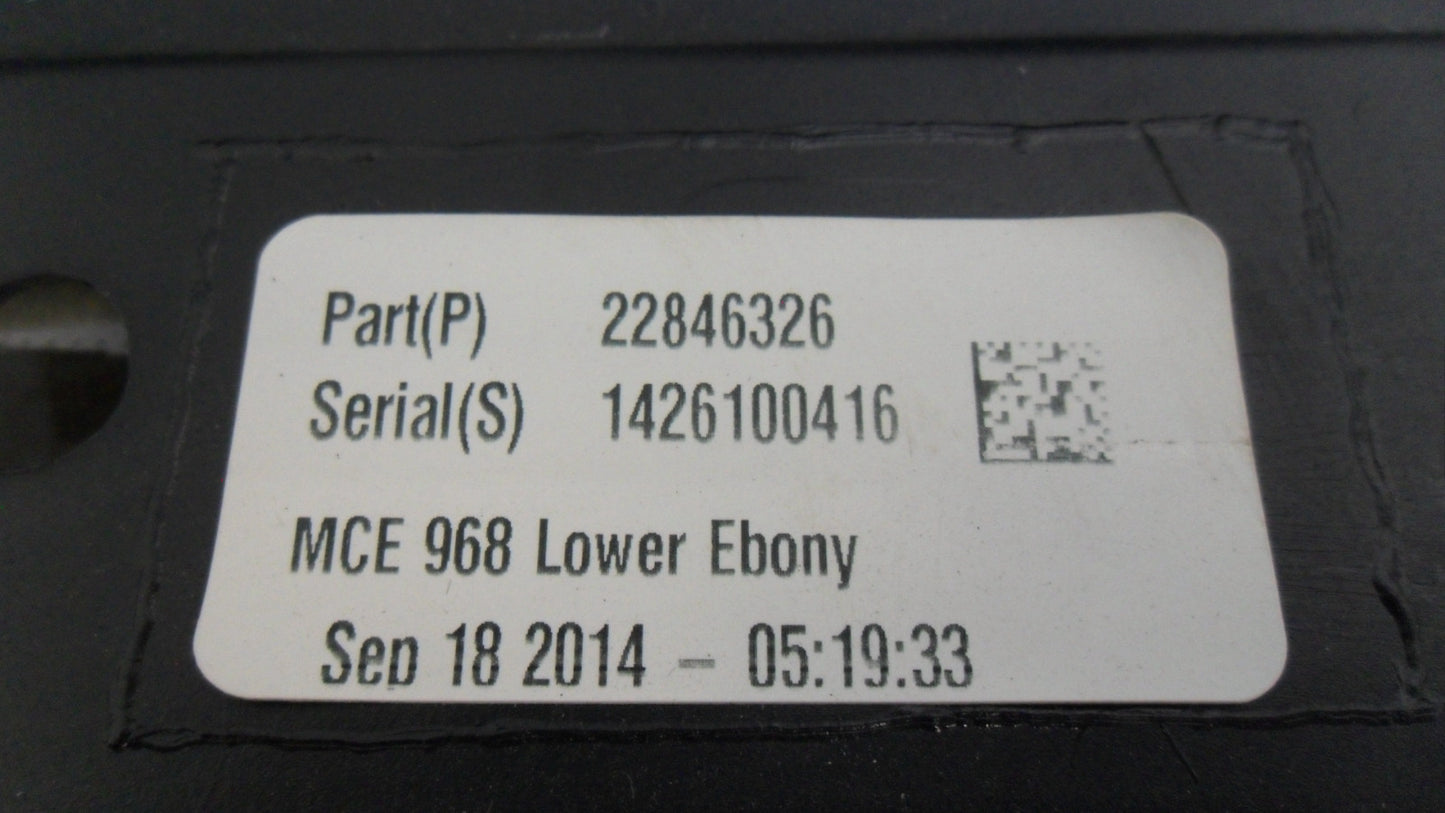 Part(P) 22846326
Serial(S) 1426100416
MCE 968 Lower Ebony
Sep 18 2014 – 05:19:33